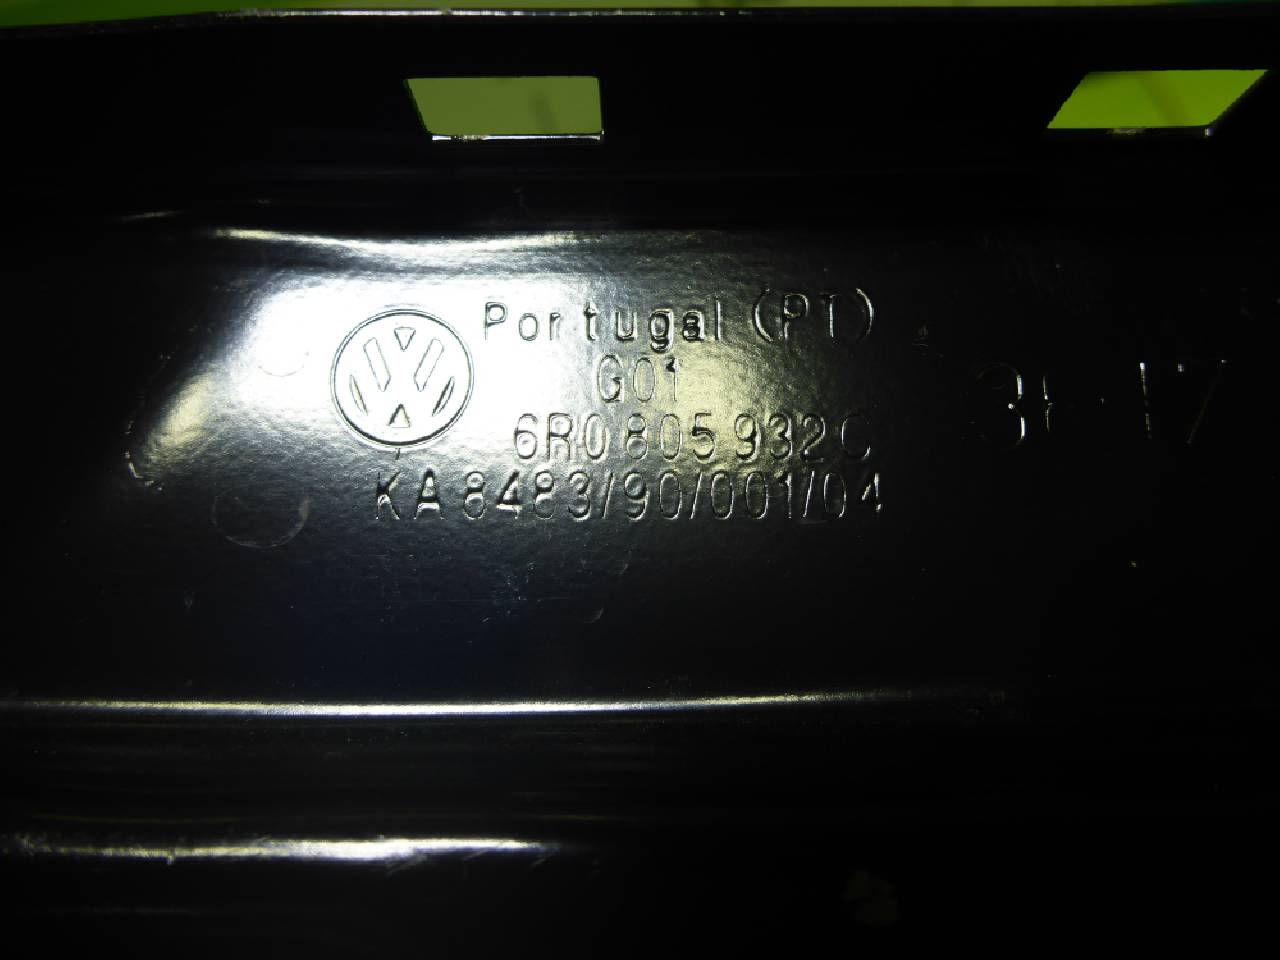 Portugal (PT)
G01
6R0 805 932 C
KA 8483/90/001/04